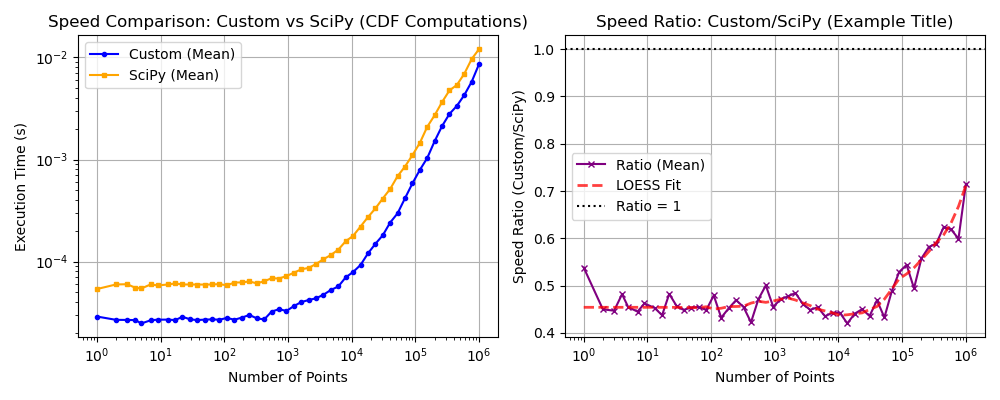 Speed Comparison: Custom vs SciPy (CDF Computations)
Custom (Mean)
SciPy (Mean)
10⁻²
10⁻³
10⁻⁴
Execution Time (s)
10⁰ 10¹ 10² 10³ 10⁴ 10⁵ 10⁶
Number of Points
Speed Ratio: Custom/SciPy (Example Title)
1.0
0.9
0.8
0.7
0.6
0.5
0.4
Speed Ratio (Custom/SciPy)
Ratio (Mean)
LOESS Fit
Ratio = 1
10⁰ 10¹ 10² 10³ 10⁴ 10⁵ 10⁶
Number of Points